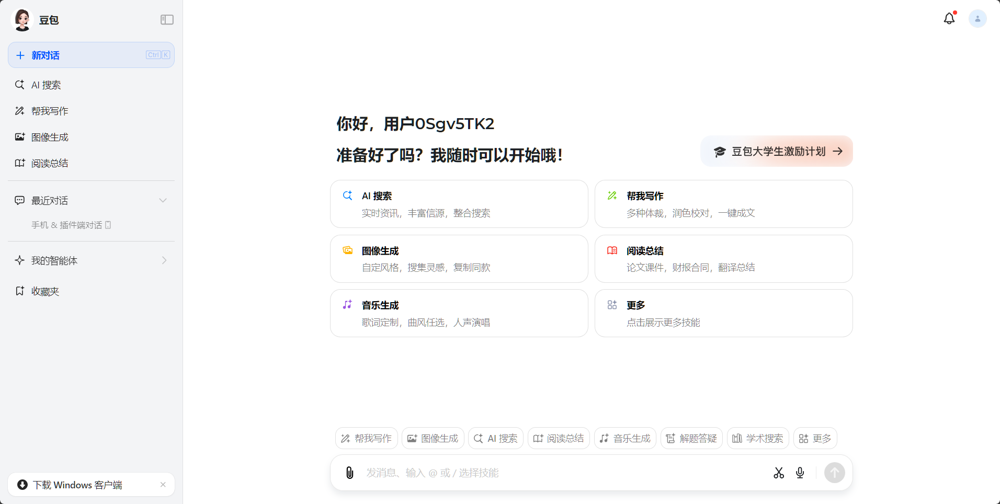 豆包
新对话
Ctrl K
AI 搜索
帮我写作
图像生成
阅读总结
最近对话
手机 & 插件端对话
我的智能体
收藏夹
下载 Windows 客户端
你好，用户0Sgv5TK2
准备好了吗？我随时可以开始哦！
豆包大学生激励计划
AI 搜索
实时资讯，丰富信源，整合搜索
帮我写作
多种体裁，润色校对，一键成文
图像生成
自定风格，搜集灵感，复制同款
阅读总结
论文课件，财报合同，翻译总结
音乐生成
歌词定制，曲风任选，人声演唱
更多
点击展示更多技能
帮我写作 图像生成 AI 搜索 阅读总结 音乐生成 解题答疑 学术搜索 更多
发消息、输入 @ 或 / 选择技能